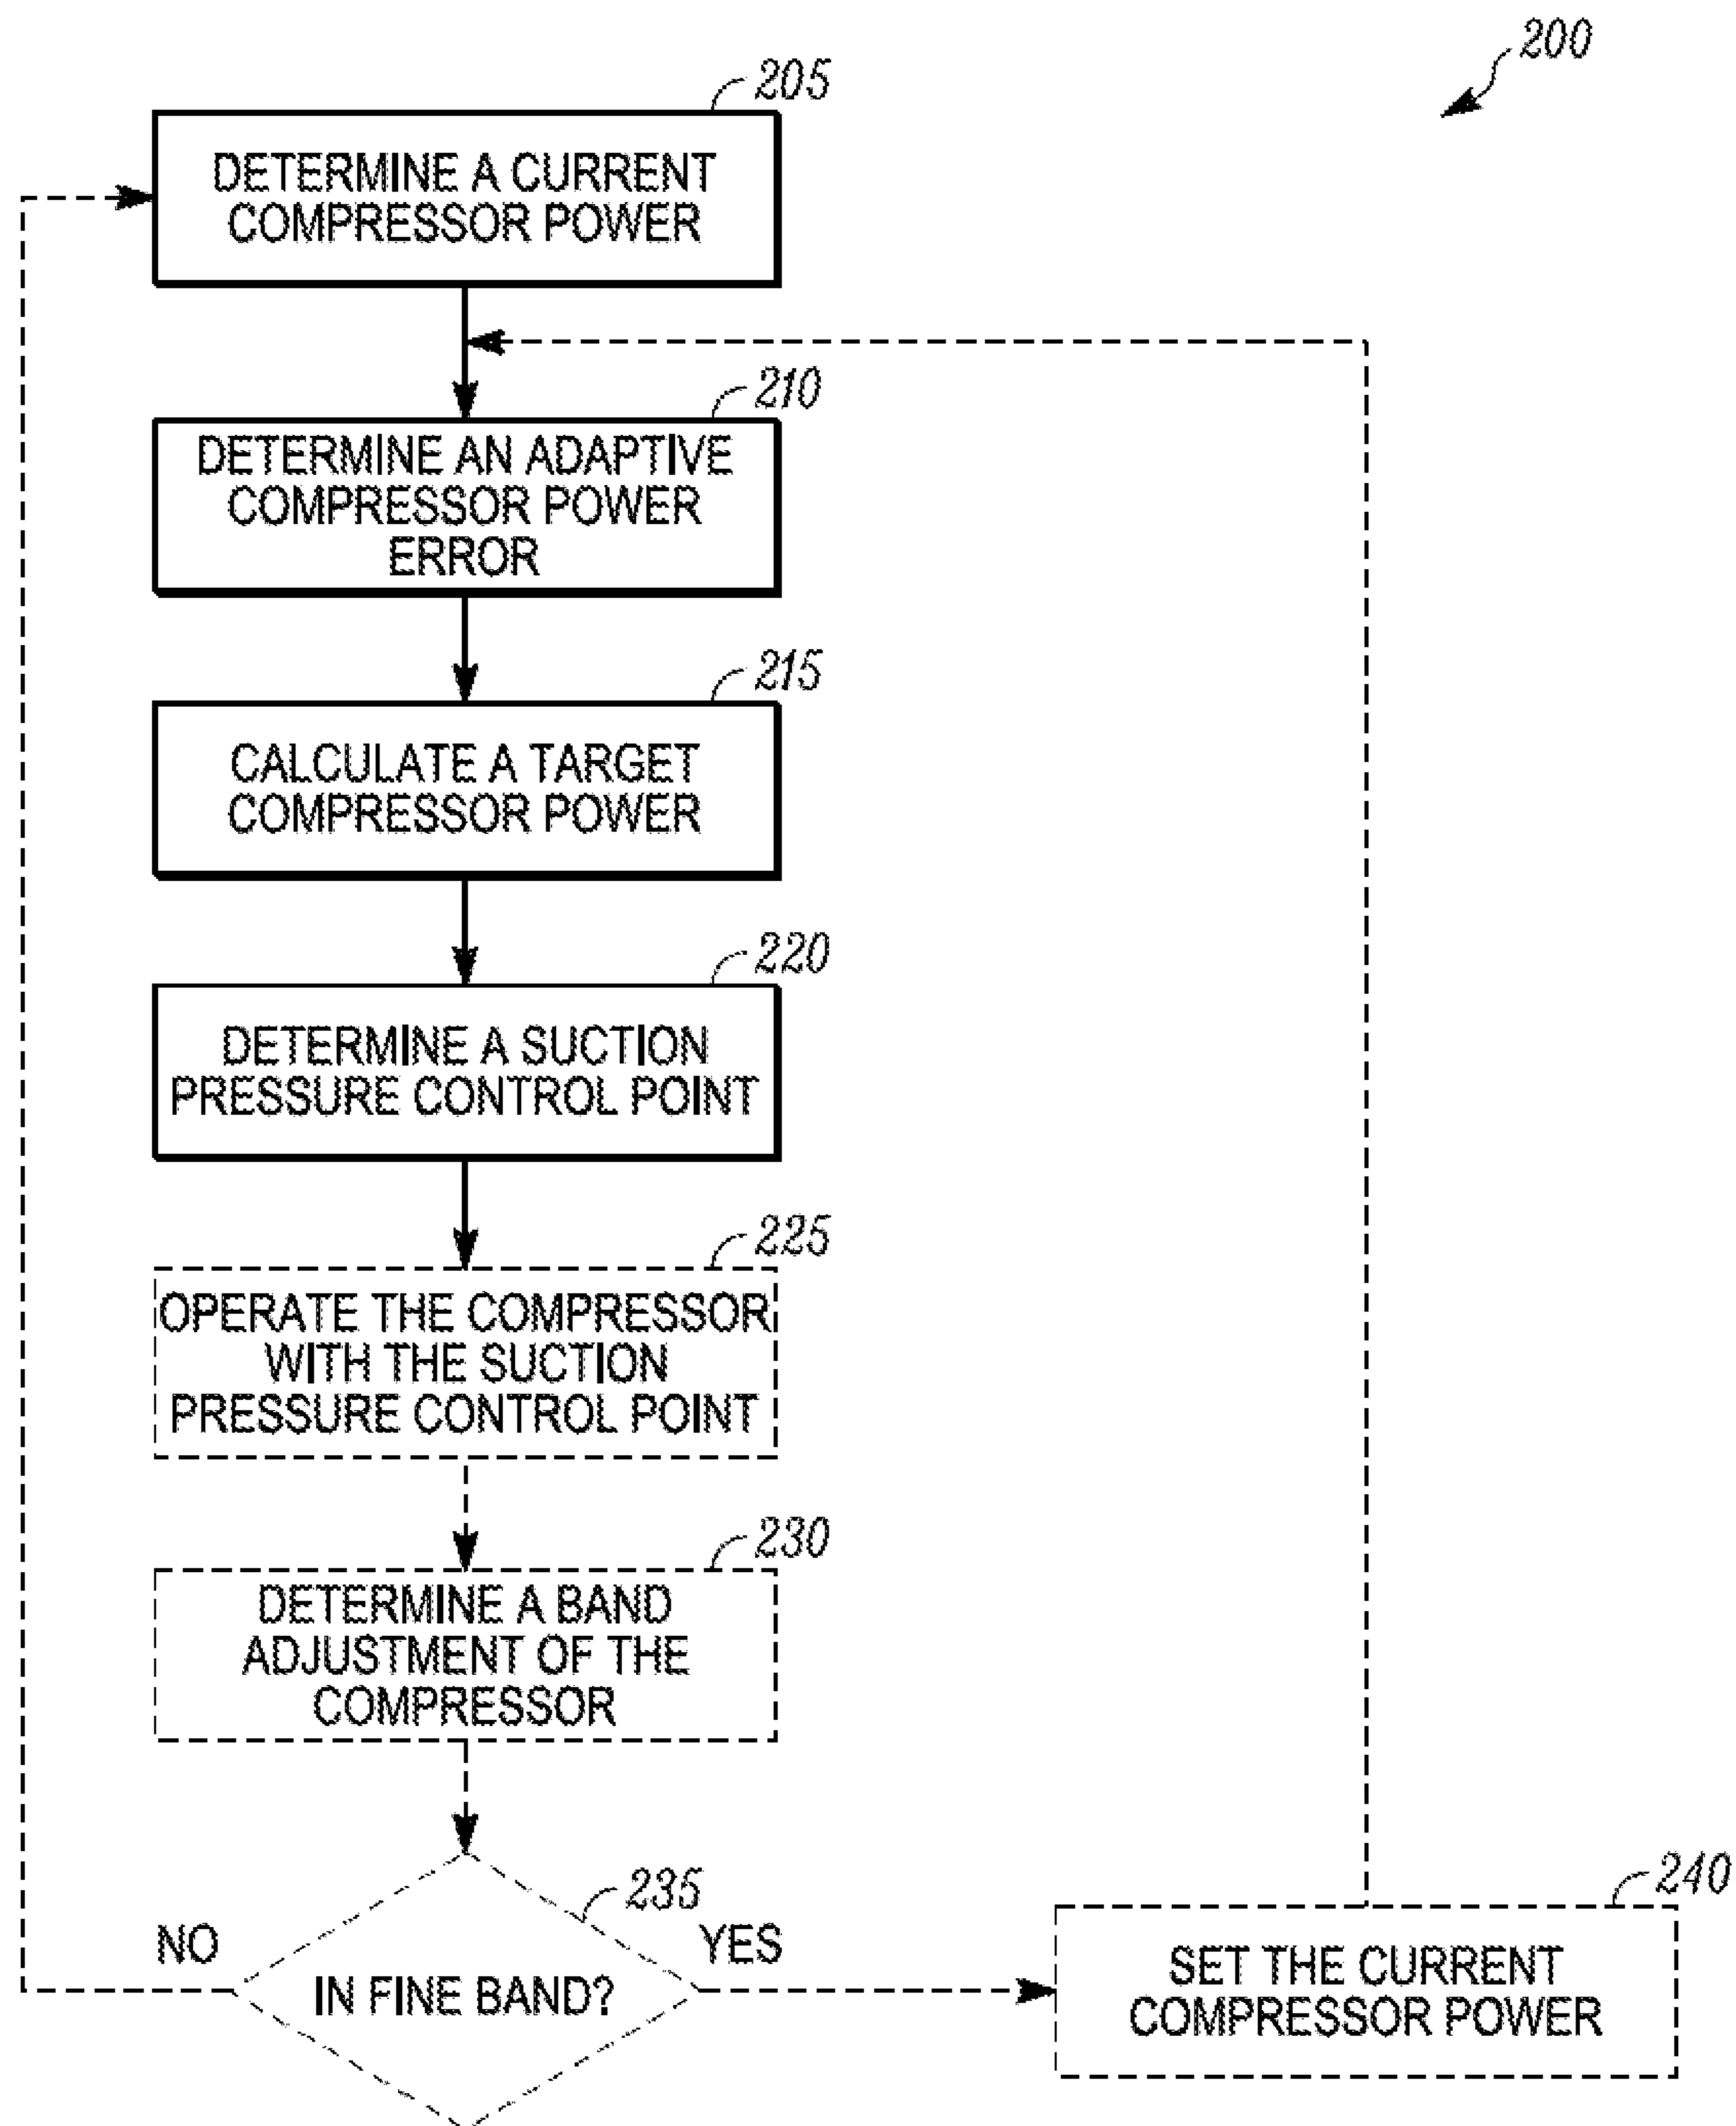 200
205
DETERMINE A CURRENT
COMPRESSOR POWER
210
DETERMINE AN ADAPTIVE
COMPRESSOR POWER
ERROR
215
CALCULATE A TARGET
COMPRESSOR POWER
220
DETERMINE A SUCTION
PRESSURE CONTROL POINT
225
OPERATE THE COMPRESSOR
WITH THE SUCTION
PRESSURE CONTROL POINT
230
DETERMINE A BAND
ADJUSTMENT OF THE
COMPRESSOR
235
NO
IN FINE BAND?
YES
240
SET THE CURRENT
COMPRESSOR POWER